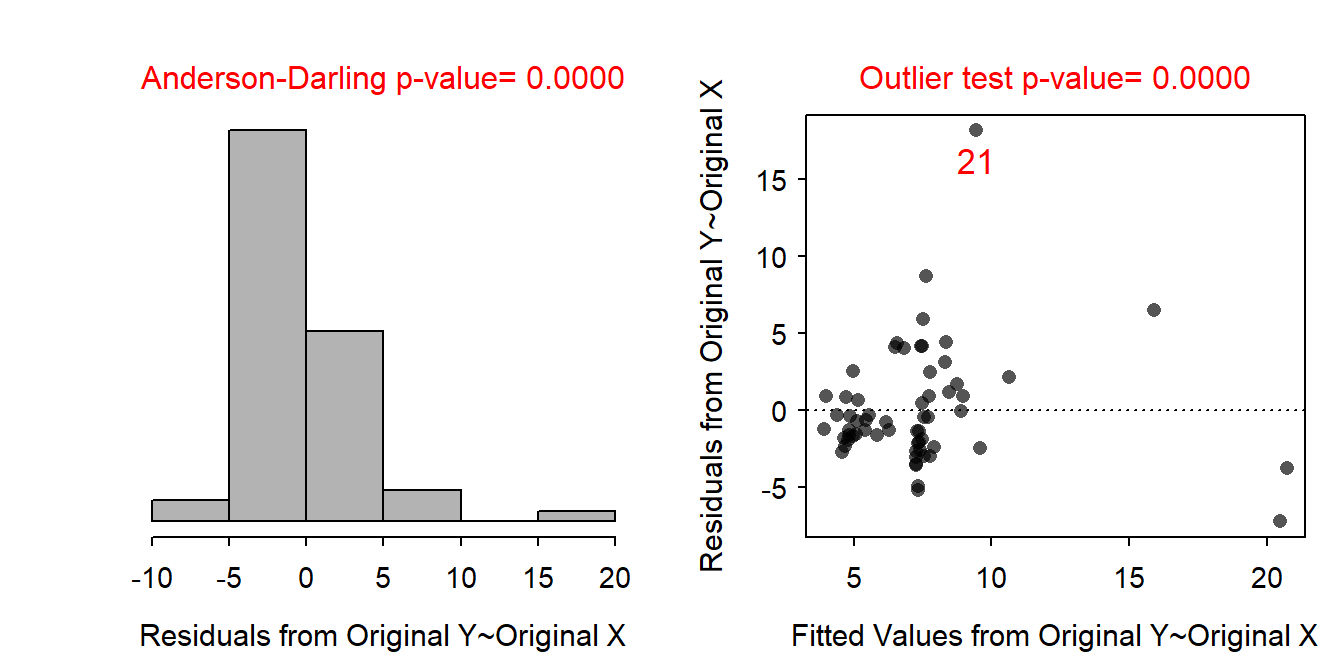 Anderson-Darling p-value= 0.0000
-10 -5 0 5 10 15 20
Residuals from Original Y~Original X
Outlier test p-value= 0.0000
Residuals from Original Y~Original X
15
10
5
0
-5
21
5 10 15 20
Fitted Values from Original Y~Original X